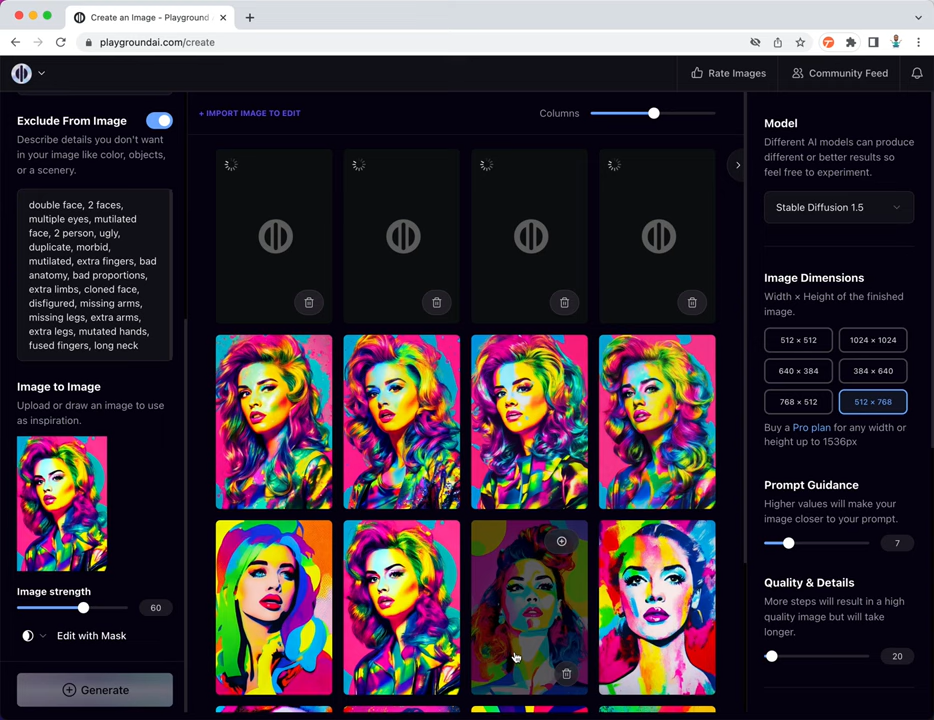 Create an Image - Playground
playgroundai.com/create
Rate Images
Community Feed
Exclude From Image
Describe details you don't want
in your image like color, objects,
or a scenery.
double face, 2 faces,
multiple eyes, mutilated
face, 2 person, ugly,
duplicate, morbid,
mutilated, extra fingers, bad
anatomy, bad proportions,
extra limbs, cloned face,
disfigured, missing arms,
missing legs, extra arms,
extra legs, mutated hands,
fused fingers, long neck
Image to Image
Upload or draw an image to use
as inspiration.
Image strength
60
Edit with Mask
Generate
+ IMPORT IMAGE TO EDIT
Columns
Model
Different AI models can produce
different or better results so
feel free to experiment.
Stable Diffusion 1.5
Image Dimensions
Width × Height of the finished
image.
512 × 512
1024 × 1024
640 × 384
384 × 640
768 × 512
512 × 768
Buy a Pro plan for any width or
height up to 1536px
Prompt Guidance
Higher values will make your
image closer to your prompt.
7
Quality & Details
More steps will result in a high
quality image but will take
longer.
20